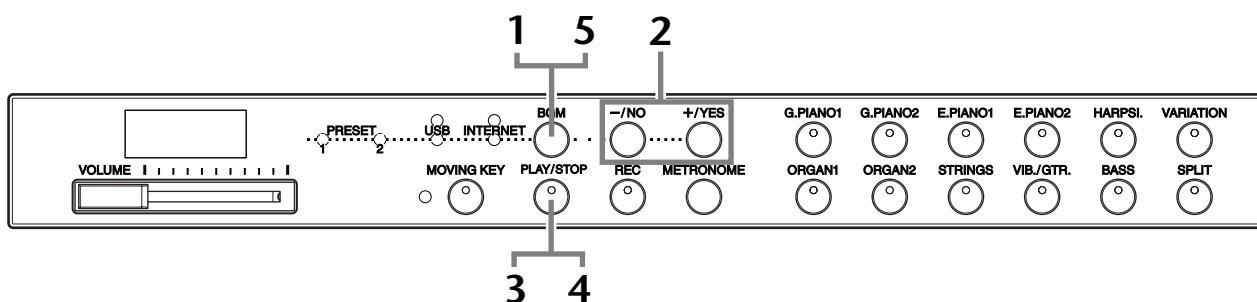 1 5 2
BGM -/NO +/YES G.PIANO1 G.PIANO2 E.PIANO1 E.PIANO2 HARPSI. VARIATION
PRESET USB INTERNET
1 2
VOLUME MOVING KEY PLAY/STOP REC METRONOME ORGAN1 ORGAN2 STRINGS VIB./GTR. BASS SPLIT
3 4